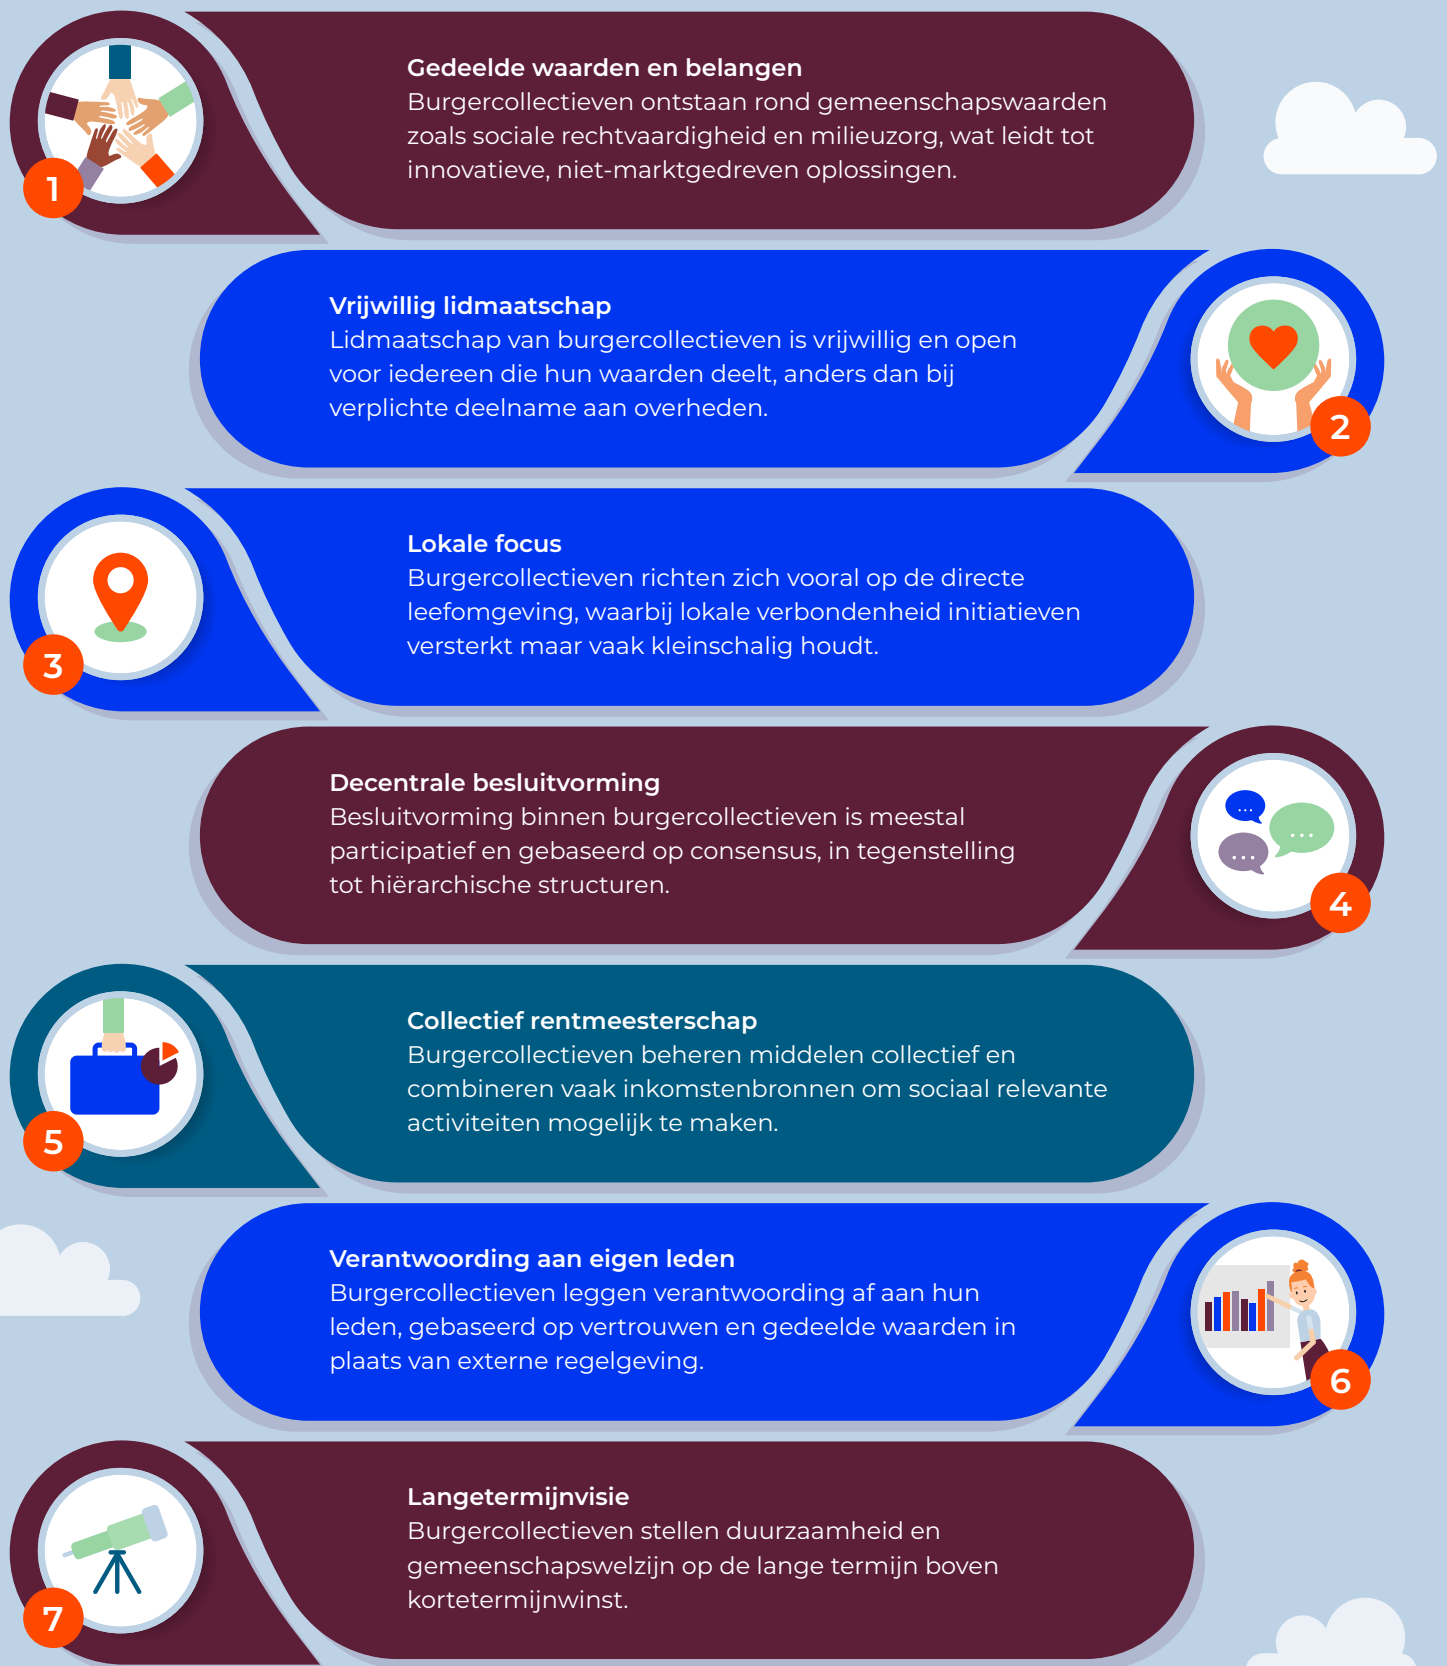 Gedeelde waarden en belangen
Burgercollectieven ontstaan rond gemeenschapswaarden
zoals sociale rechtvaardigheid en milieuzorg, wat leidt tot
innovatieve, niet-marktgedreven oplossingen.
1
Vrijwillig lidmaatschap
Lidmaatschap van burgercollectieven is vrijwillig en open
voor iedereen die hun waarden deelt, anders dan bij
verplichte deelname aan overheden.
2
Lokale focus
Burgercollectieven richten zich vooral op de directe
leefomgeving, waarbij lokale verbondenheid initiatieven
versterkt maar vaak kleinschalig houdt.
3
Decentrale besluitvorming
Besluitvorming binnen burgercollectieven is meestal
participatief en gebaseerd op consensus, in tegenstelling
tot hiërarchische structuren.
4
Collectief rentmeesterschap
Burgercollectieven beheren middelen collectief en
combineren vaak inkomstenbronnen om sociaal relevante
activiteiten mogelijk te maken.
5
Verantwoording aan eigen leden
Burgercollectieven leggen verantwoording af aan hun
leden, gebaseerd op vertrouwen en gedeelde waarden in
plaats van externe regelgeving.
6
Langetermijnvisie
Burgercollectieven stellen duurzaamheid en
gemeenschapswelzijn op de lange termijn boven
kortetermijnwinst.
7